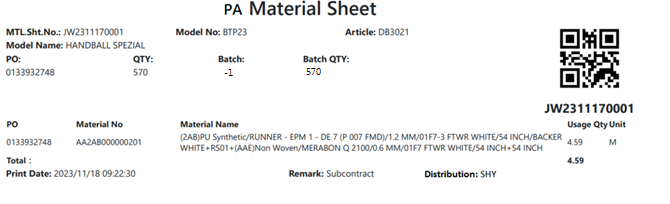 PA Material Sheet
MTL.Sht.No.: JW2311170001 Model No: BTP23 Article: DB3021
Model Name: HANDBALL SPEZIAL
PO: QTY: Batch: Batch QTY:
0133932748 570 -1 570
JW2311170001
PO Material No Material Name Usage Qty Unit
0133932748 AA2AB000000201 (2AB)PU Synthetic/RUNNER - EPM 1 - DE 7 (P 007 FMD)/1.2 MM/01F7-3 FTWR WHITE/54 INCH/BACKER 4.59 M
WHITE+RS01+(AAE)Non Woven/MERABON Q 2100/0.6 MM/01F7 FTWR WHITE/54 INCH+54 INCH
Total : 4.59
Print Date: 2023/11/18 09:22:30 Remark: Subcontract Distribution: SHY